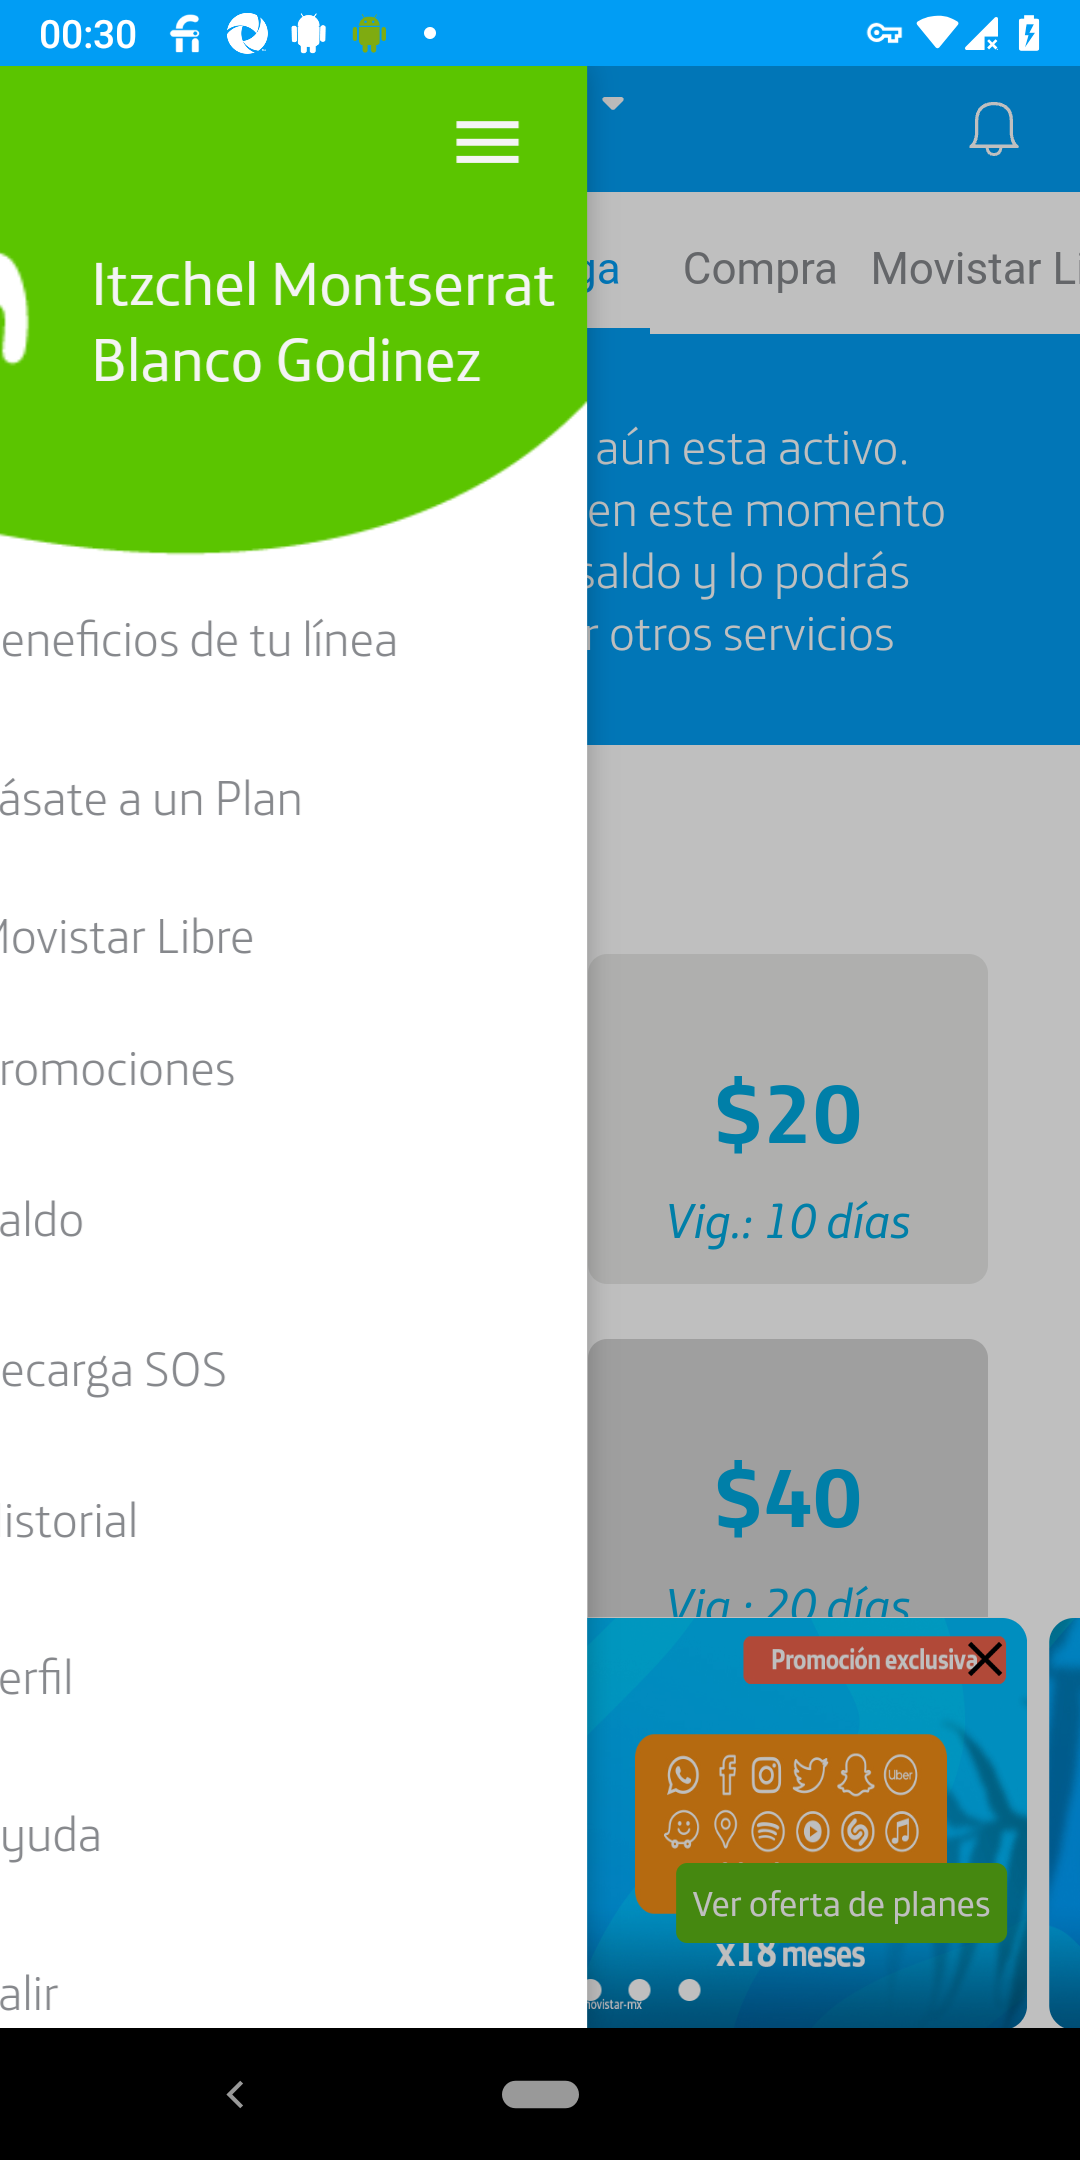 00:30
Itzchel Montserrat
Blanco Godinez
eneficios de tu línea
ásate a un Plan
Movistar Libre
romociones
aldo
ecarga SOS
istorial
erfil
yuda
alir
ga Compra Movistar Li
aún esta activo.
en este momento
saldo y lo podrás
r otros servicios
$20
Vig.: 10 días
$40
Vig.: 20 días
Promoción exclusiva
Uber
Ver oferta de planes
x18 meses
movistar-mx